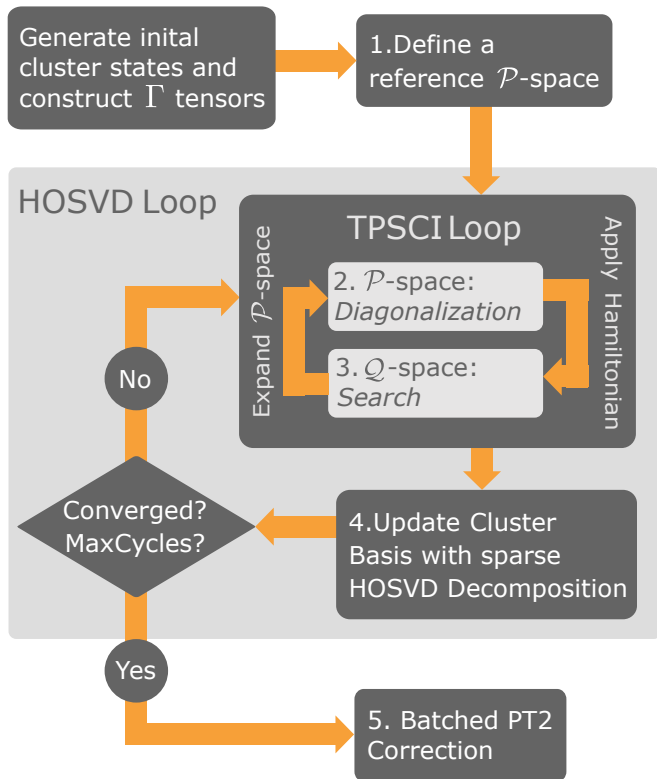 Generate inital
cluster states and
construct Γ tensors
1.Define a
reference 𝒫-space
HOSVD Loop
TPSCI Loop
Expand 𝒫-space
2. 𝒫-space:
Diagonalization
3. 𝒬-space:
Search
Apply Hamiltonian
No
Converged?
MaxCycles?
4.Update Cluster
Basis with sparse
HOSVD Decomposition
Yes
5. Batched PT2
Correction